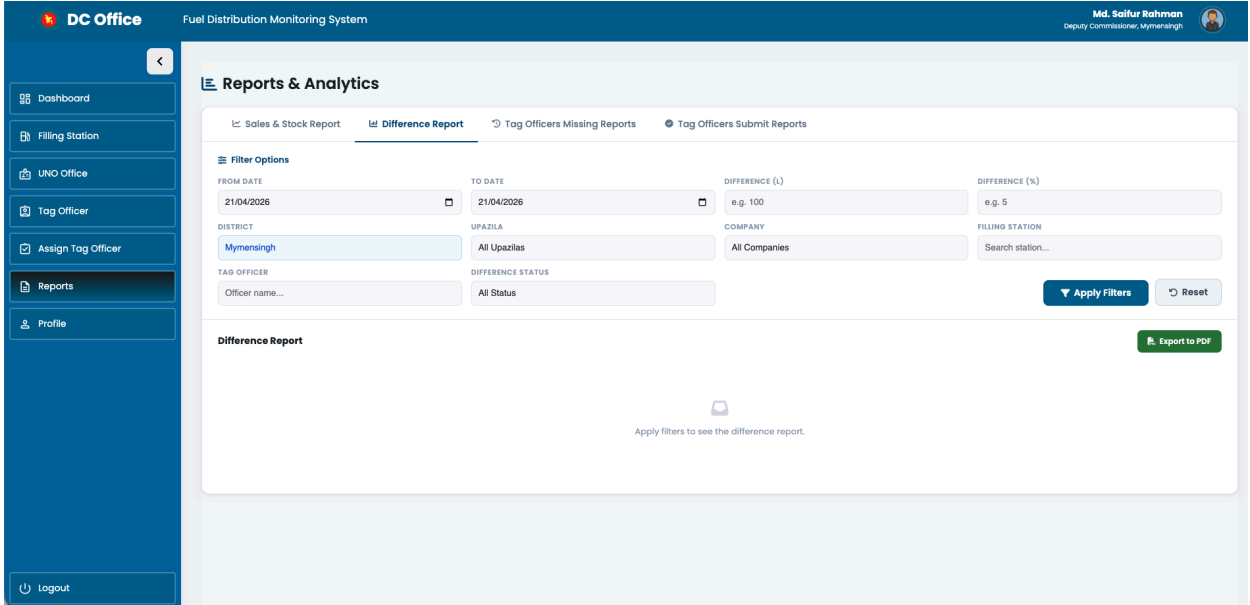 DC Office
Fuel Distribution Monitoring System
Md. Saifur Rahman
Deputy Commissioner, Mymensingh
Dashboard
Filling Station
UNO Office
Tag Officer
Assign Tag Officer
Reports
Profile
Logout
Reports & Analytics
Sales & Stock Report
Difference Report
Tag Officers Missing Reports
Tag Officers Submit Reports
Filter Options
FROM DATE
TO DATE
DIFFERENCE (L)
DIFFERENCE (%)
21/04/2026
21/04/2026
e.g. 100
e.g. 5
DISTRICT
UPAZILA
COMPANY
FILLING STATION
Mymensingh
All Upazilas
All Companies
Search station...
TAG OFFICER
DIFFERENCE STATUS
Officer name...
All Status
Apply Filters
Reset
Difference Report
Export to PDF
Apply filters to see the difference report.